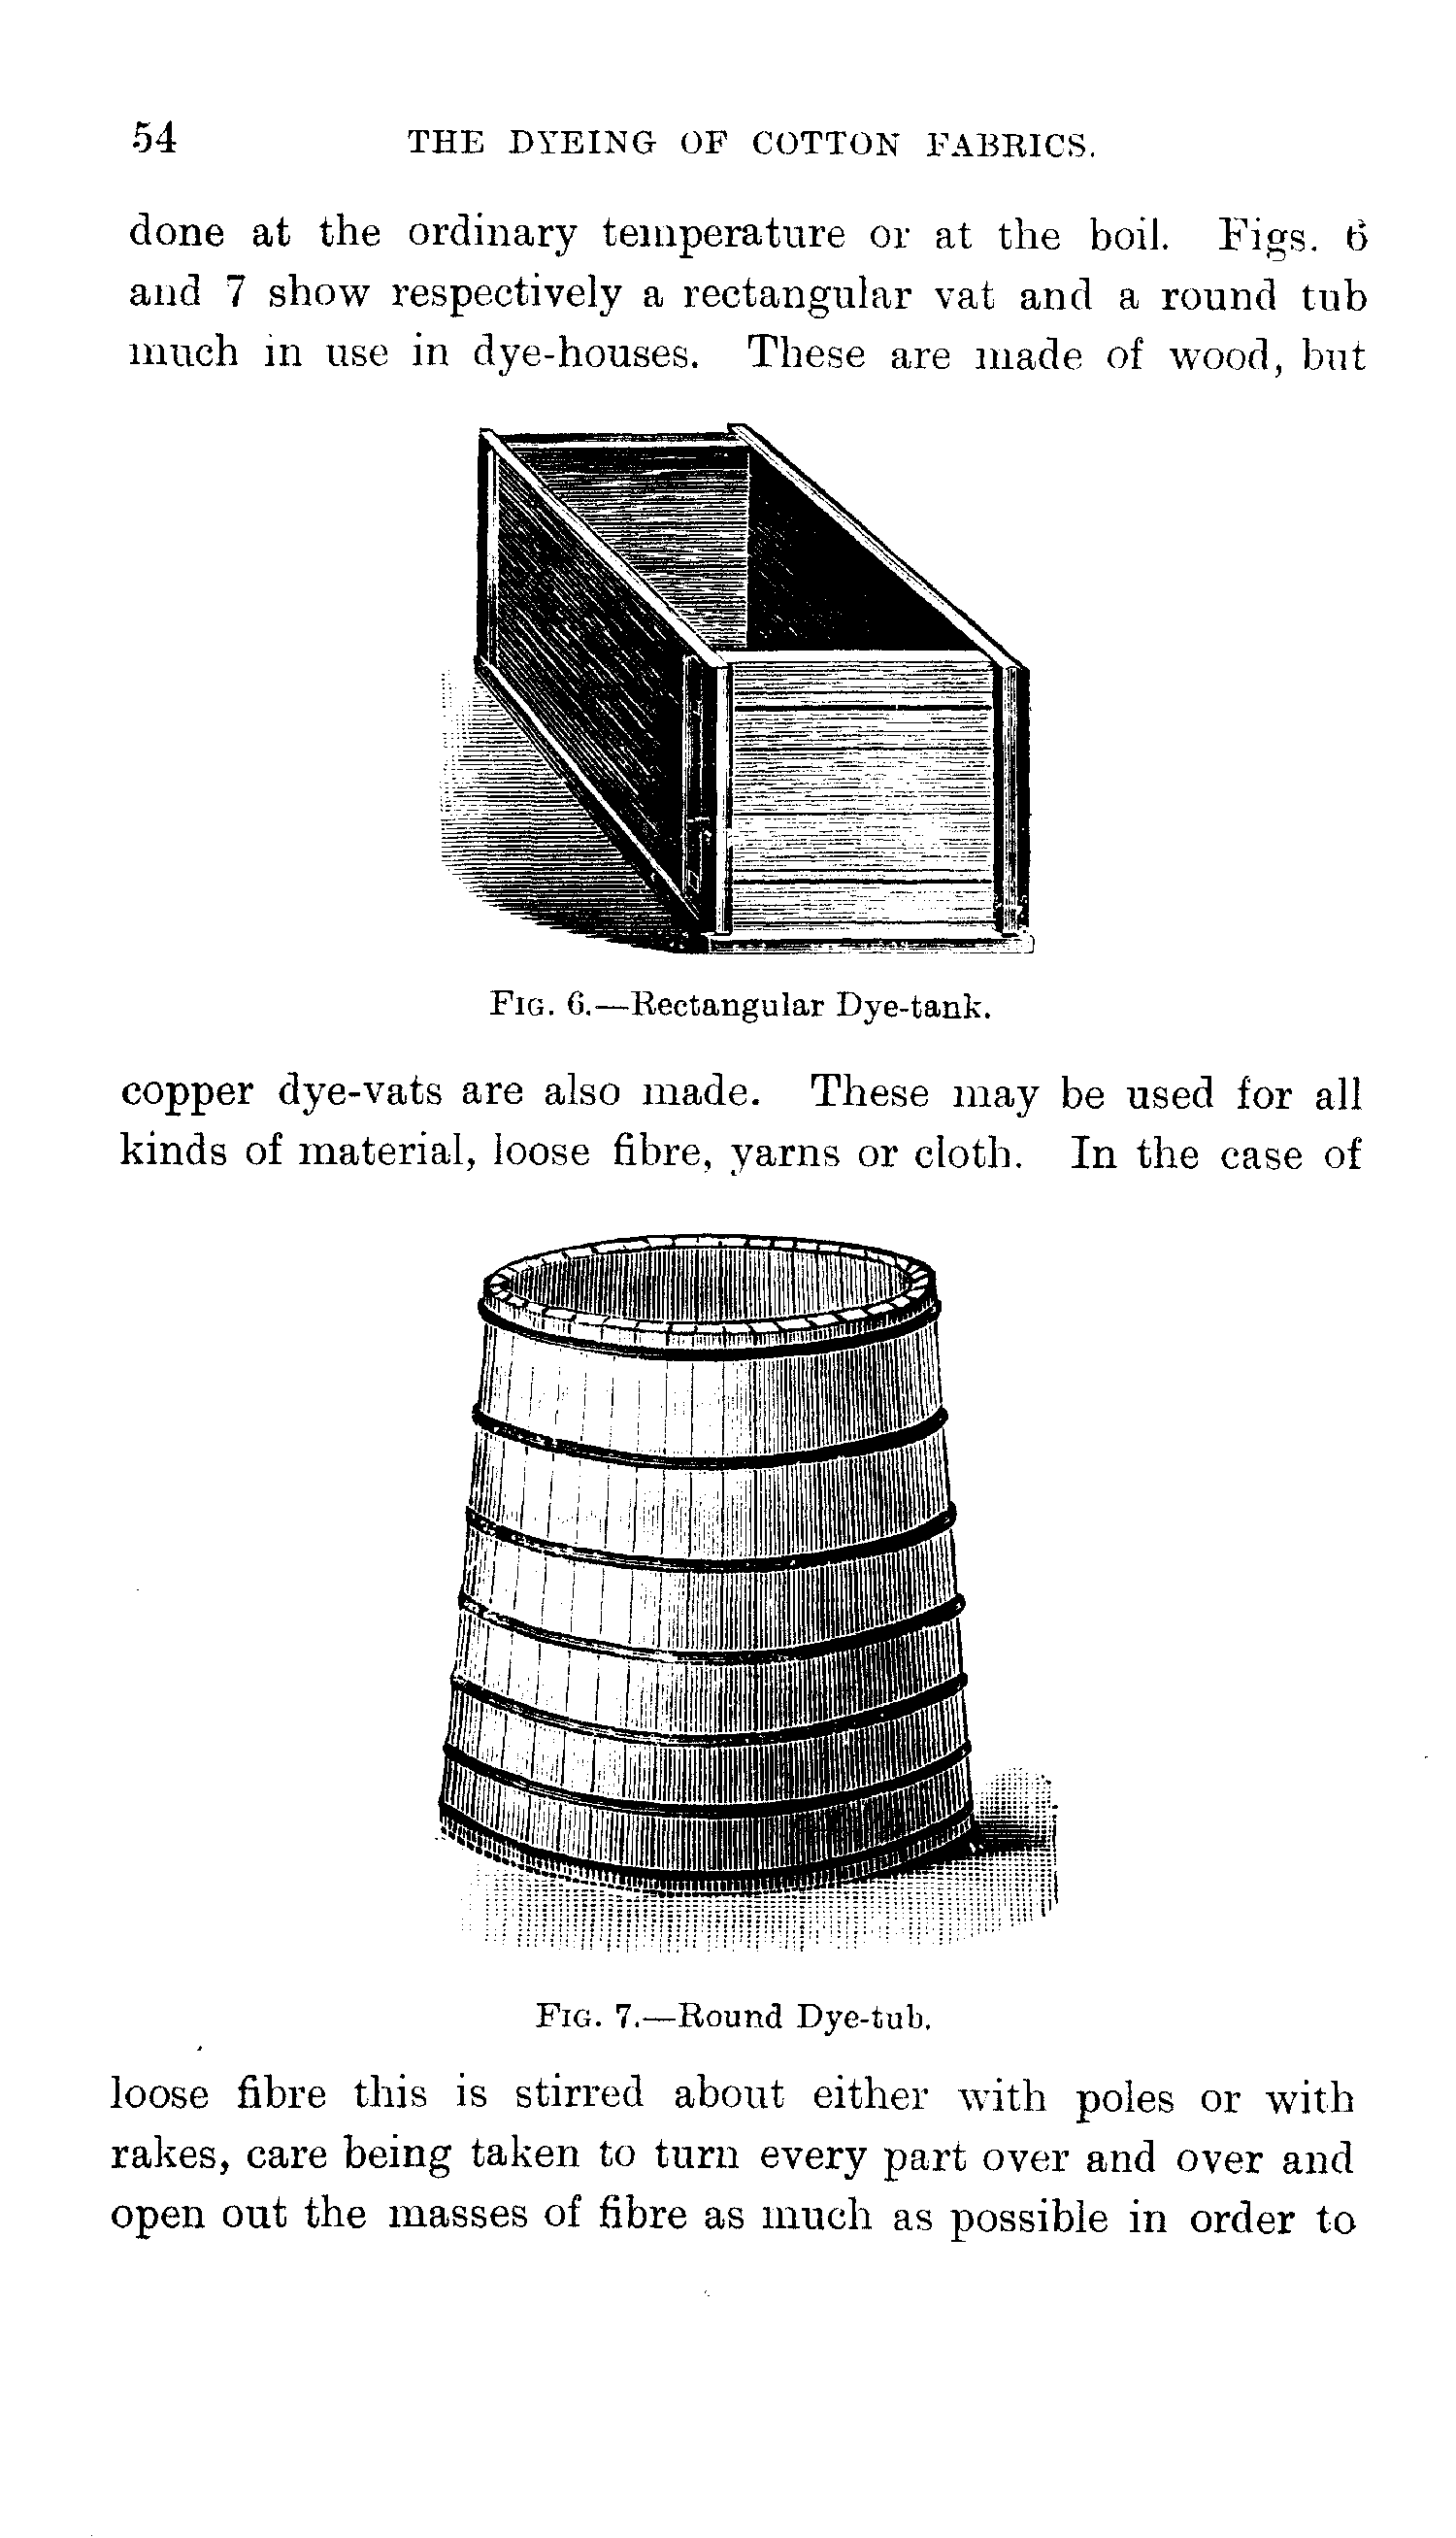 54 THE DYEING OF COTTON FABRICS.
done at the ordinary temperature or at the boil. Figs. 6
and 7 show respectively a rectangular vat and a round tub
much in use in dye-houses. These are made of wood, but
FIG. 6.—Rectangular Dye-tank.
copper dye-vats are also made. These may be used for all
kinds of material, loose fibre, yarns or cloth. In the case of
FIG. 7.—Round Dye-tub.
loose fibre this is stirred about either with poles or with
rakes, care being taken to turn every part over and over and
open out the masses of fibre as much as possible in order to